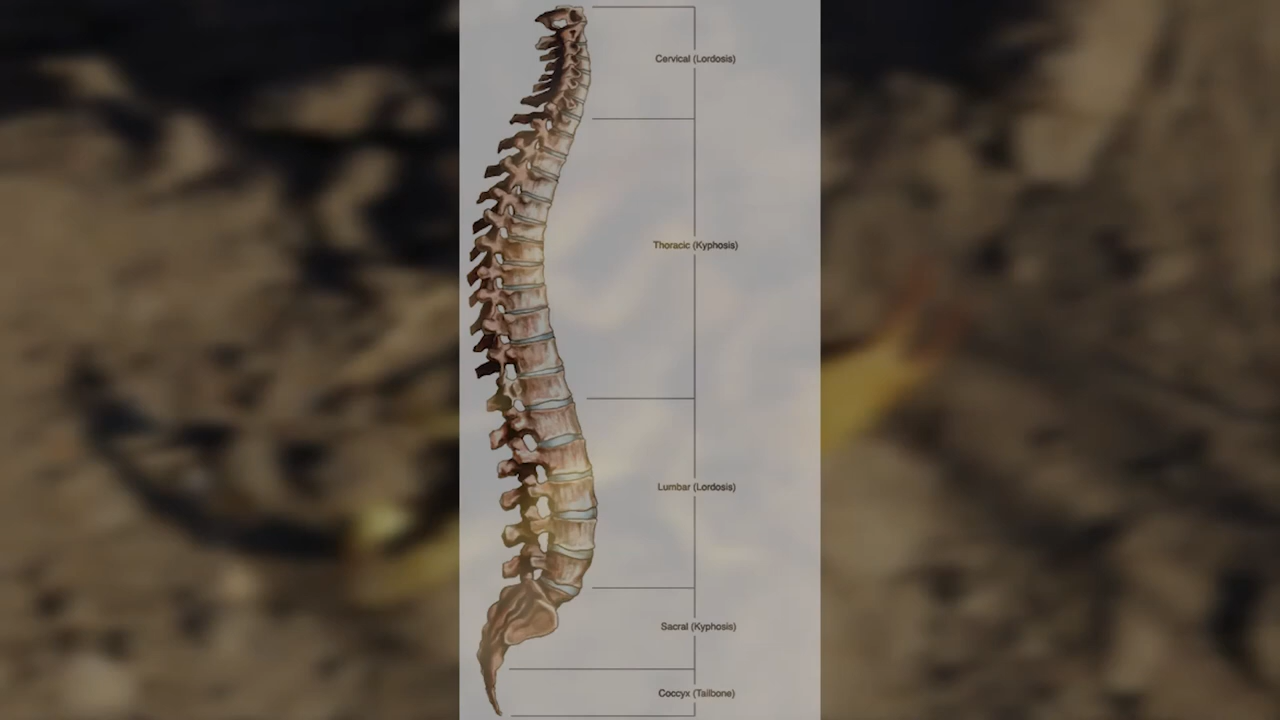 Cervical (Lordosis)
Thoracic (Kyphosis)
Lumbar (Lordosis)
Sacral (Kyphosis)
Coccyx (Tailbone)